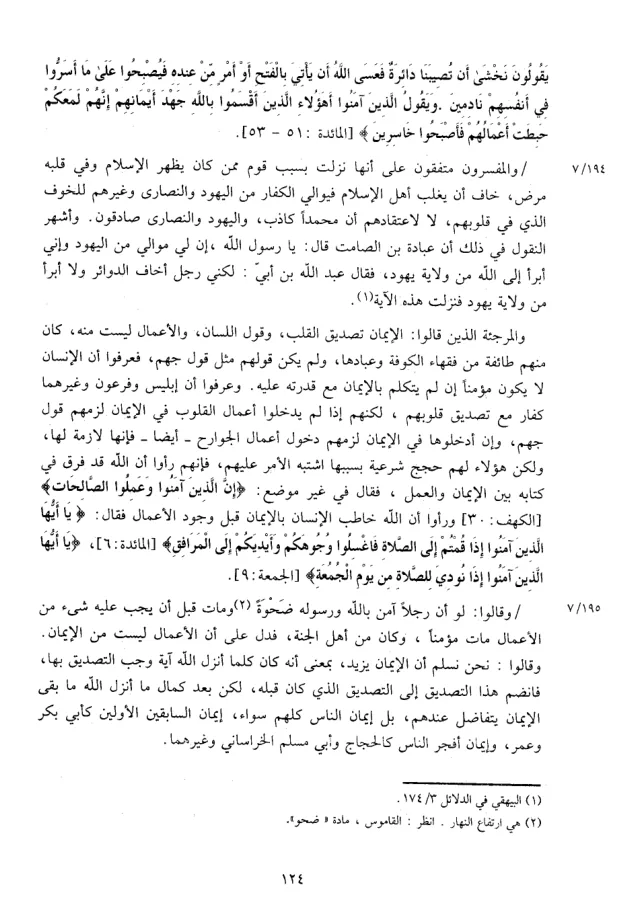 يَقُولُونَ نَخْشَىٰ أَن تُصِيبَنَا دَائِرَةٌ فَعَسَى اللَّهُ أَن يَأْتِيَ بِالْفَتْحِ أَوْ أَمْرٍ مِّنْ عِندِهِ فَيُصْبِحُوا عَلَىٰ مَا أَسَرُّوا
فِي أَنفُسِهِمْ نَادِمِينَ . وَيَقُولُ الَّذِينَ آمَنُوا أَهَؤُلاءِ الَّذِينَ أَقْسَمُوا بِاللَّهِ جَهْدَ أَيْمَانِهِمْ إِنَّهُمْ لَمَعَكُمْ
حَبِطَتْ أَعْمَالُهُمْ فَأَصْبَحُوا خَاسِرِينَ ﴾ [المائدة :٥١ – ٥٣].
٧/١٩٤ / والمفسرون متفقون على أنها نزلت بسبب قوم ممن كان يظهر الإسلام وفي قلبه
مرض، خاف أن يغلب أهل الإسلام فيوالي الكفار من اليهود والنصارى وغيرهم للخوف
الذي في قلوبهم، لا لاعتقادهم أن محمداً كاذب، واليهود والنصارى صادقون. وأشهر
النقول في ذلك أن عبادة بن الصامت قال: يا رسول الله ،إن لي موالي من اليهود وإني
أبرأ إلى الله من ولاية يهود، فقال عبد الله بن أبيّ : لكني رجل أخاف الدوائر ولا أبرأ
من ولاية يهود فنزلت هذه الآية(١).
والمرجئة الذين قالوا: الإيمان تصديق القلب، وقول اللسان، والأعمال ليست منه، كان
منهم طائفة من فقهاء الكوفة وعبادها، ولم يكن قولهم مثل قول جهم، فعرفوا أن الإنسان
لا يكون مؤمناً إن لم يتكلم بالإيمان مع قدرته عليه. وعرفوا أن إبليس وفرعون وغيرهما
كفار مع تصديق قلوبهم ، لكنهم إذا لم يدخلوا أعمال القلوب في الإيمان لزمهم قول
جهم، وإن أدخلوها في الإيمان لزمهم دخول أعمال الجوارح ـ أيضا ـ فإنها لازمة لها،
ولكن هؤلاء لهم حجج شرعية بسببها اشتبه الأمر عليهم، فإنهم رأوا أن الله قد فرق في
كتابه بين الإيمان والعمل ، فقال في غير موضع: ﴿إِنَّ الَّذِينَ آمَنُوا وَعَمِلُوا الصَّالِحَاتِ﴾
[الكهف:٣٠] ورأوا أن الله خاطب الإنسان بالإيمان قبل وجود الأعمال فقال: ﴿ يَا أَيُّهَا
الَّذِينَ آمَنُوا إِذَا قُمْتُمْ إِلَى الصَّلاةِ فَاغْسِلُوا وُجُوهَكُمْ وَأَيْدِيَكُمْ إِلَى الْمَرَافِقِ﴾ [المائدة:٦]، ﴿يَا أَيُّهَا
الَّذِينَ آمَنُوا إِذَا نُودِيَ لِلصَّلاةِ مِن يَوْمِ الْجُمُعَةِ﴾ [الجمعة:٩].
٧/١٩٥ / وقالوا: لو أن رجلاً آمن بالله ورسوله ضَحْوَةً (٢)ومات قبل أن يجب عليه شىء من
الأعمال مات مؤمناً ، وكان من أهل الجنة، فدل على أن الأعمال ليست من الإيمان.
وقالوا : نحن نسلم أن الإيمان يزيد، بمعنى أنه كان كلما أنزل الله آية وجب التصديق بها،
فانضم هذا التصديق إلى التصديق الذي كان قبله، لكن بعد كمال ما أنزل الله ما بقى
الإيمان يتفاضل عندهم، بل إيمان الناس كلهم سواء، إيمان السابقين الأولين كأبي بكر
وعمر، وإيمان أفجر الناس كالحجاج وأبي مسلم الخراساني وغيرهما.
(١) البيهقي في الدلائل ٣/ ١٧٤ .
(٢) هي ارتفاع النهار . انظر : القاموس ، مادة « ضحو».
١٢٤